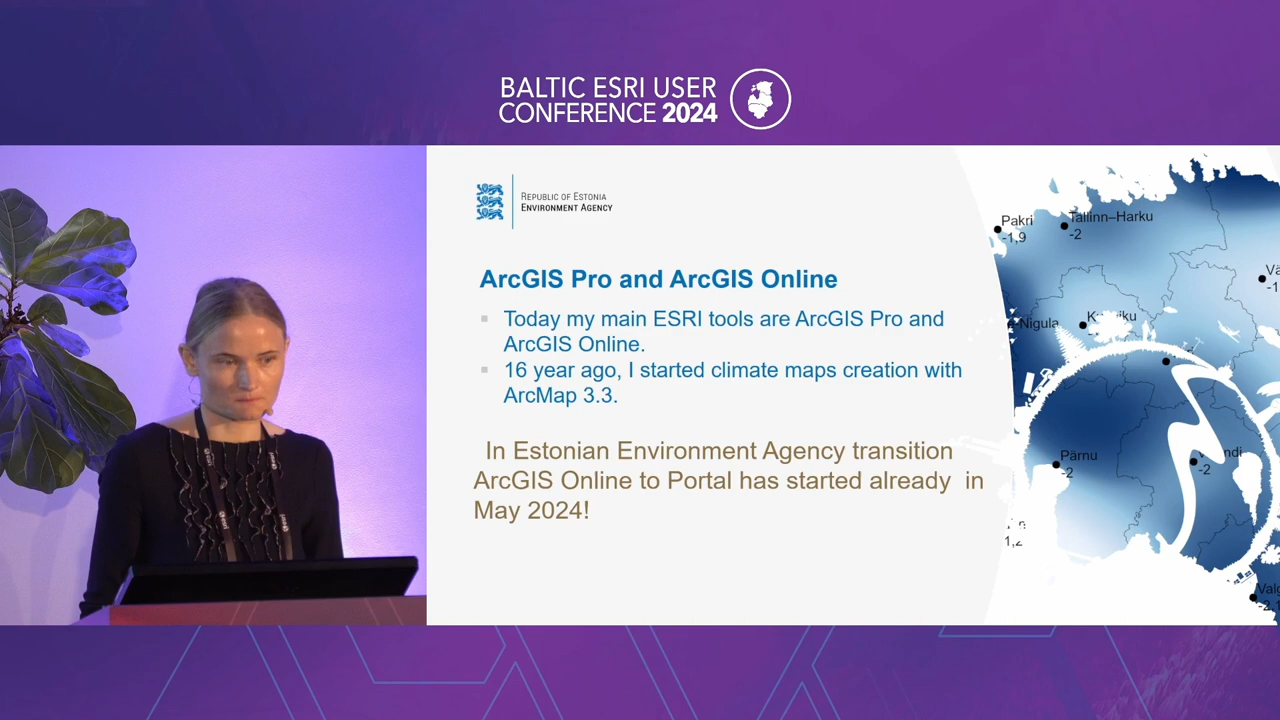 BALTIC ESRI USER
CONFERENCE 2024
REPUBLIC OF ESTONIA
ENVIRONMENT AGENCY
ArcGIS Pro and ArcGIS Online
Today my main ESRI tools are ArcGIS Pro and
ArcGIS Online.
16 year ago, I started climate maps creation with
ArcMap 3.3.
In Estonian Environment Agency transition
ArcGIS Online to Portal has started already in
May 2024!
Pakri
-1,9
Tallinn–Harku
-2
-Nigula
Pärnu
-2
-2
1,2